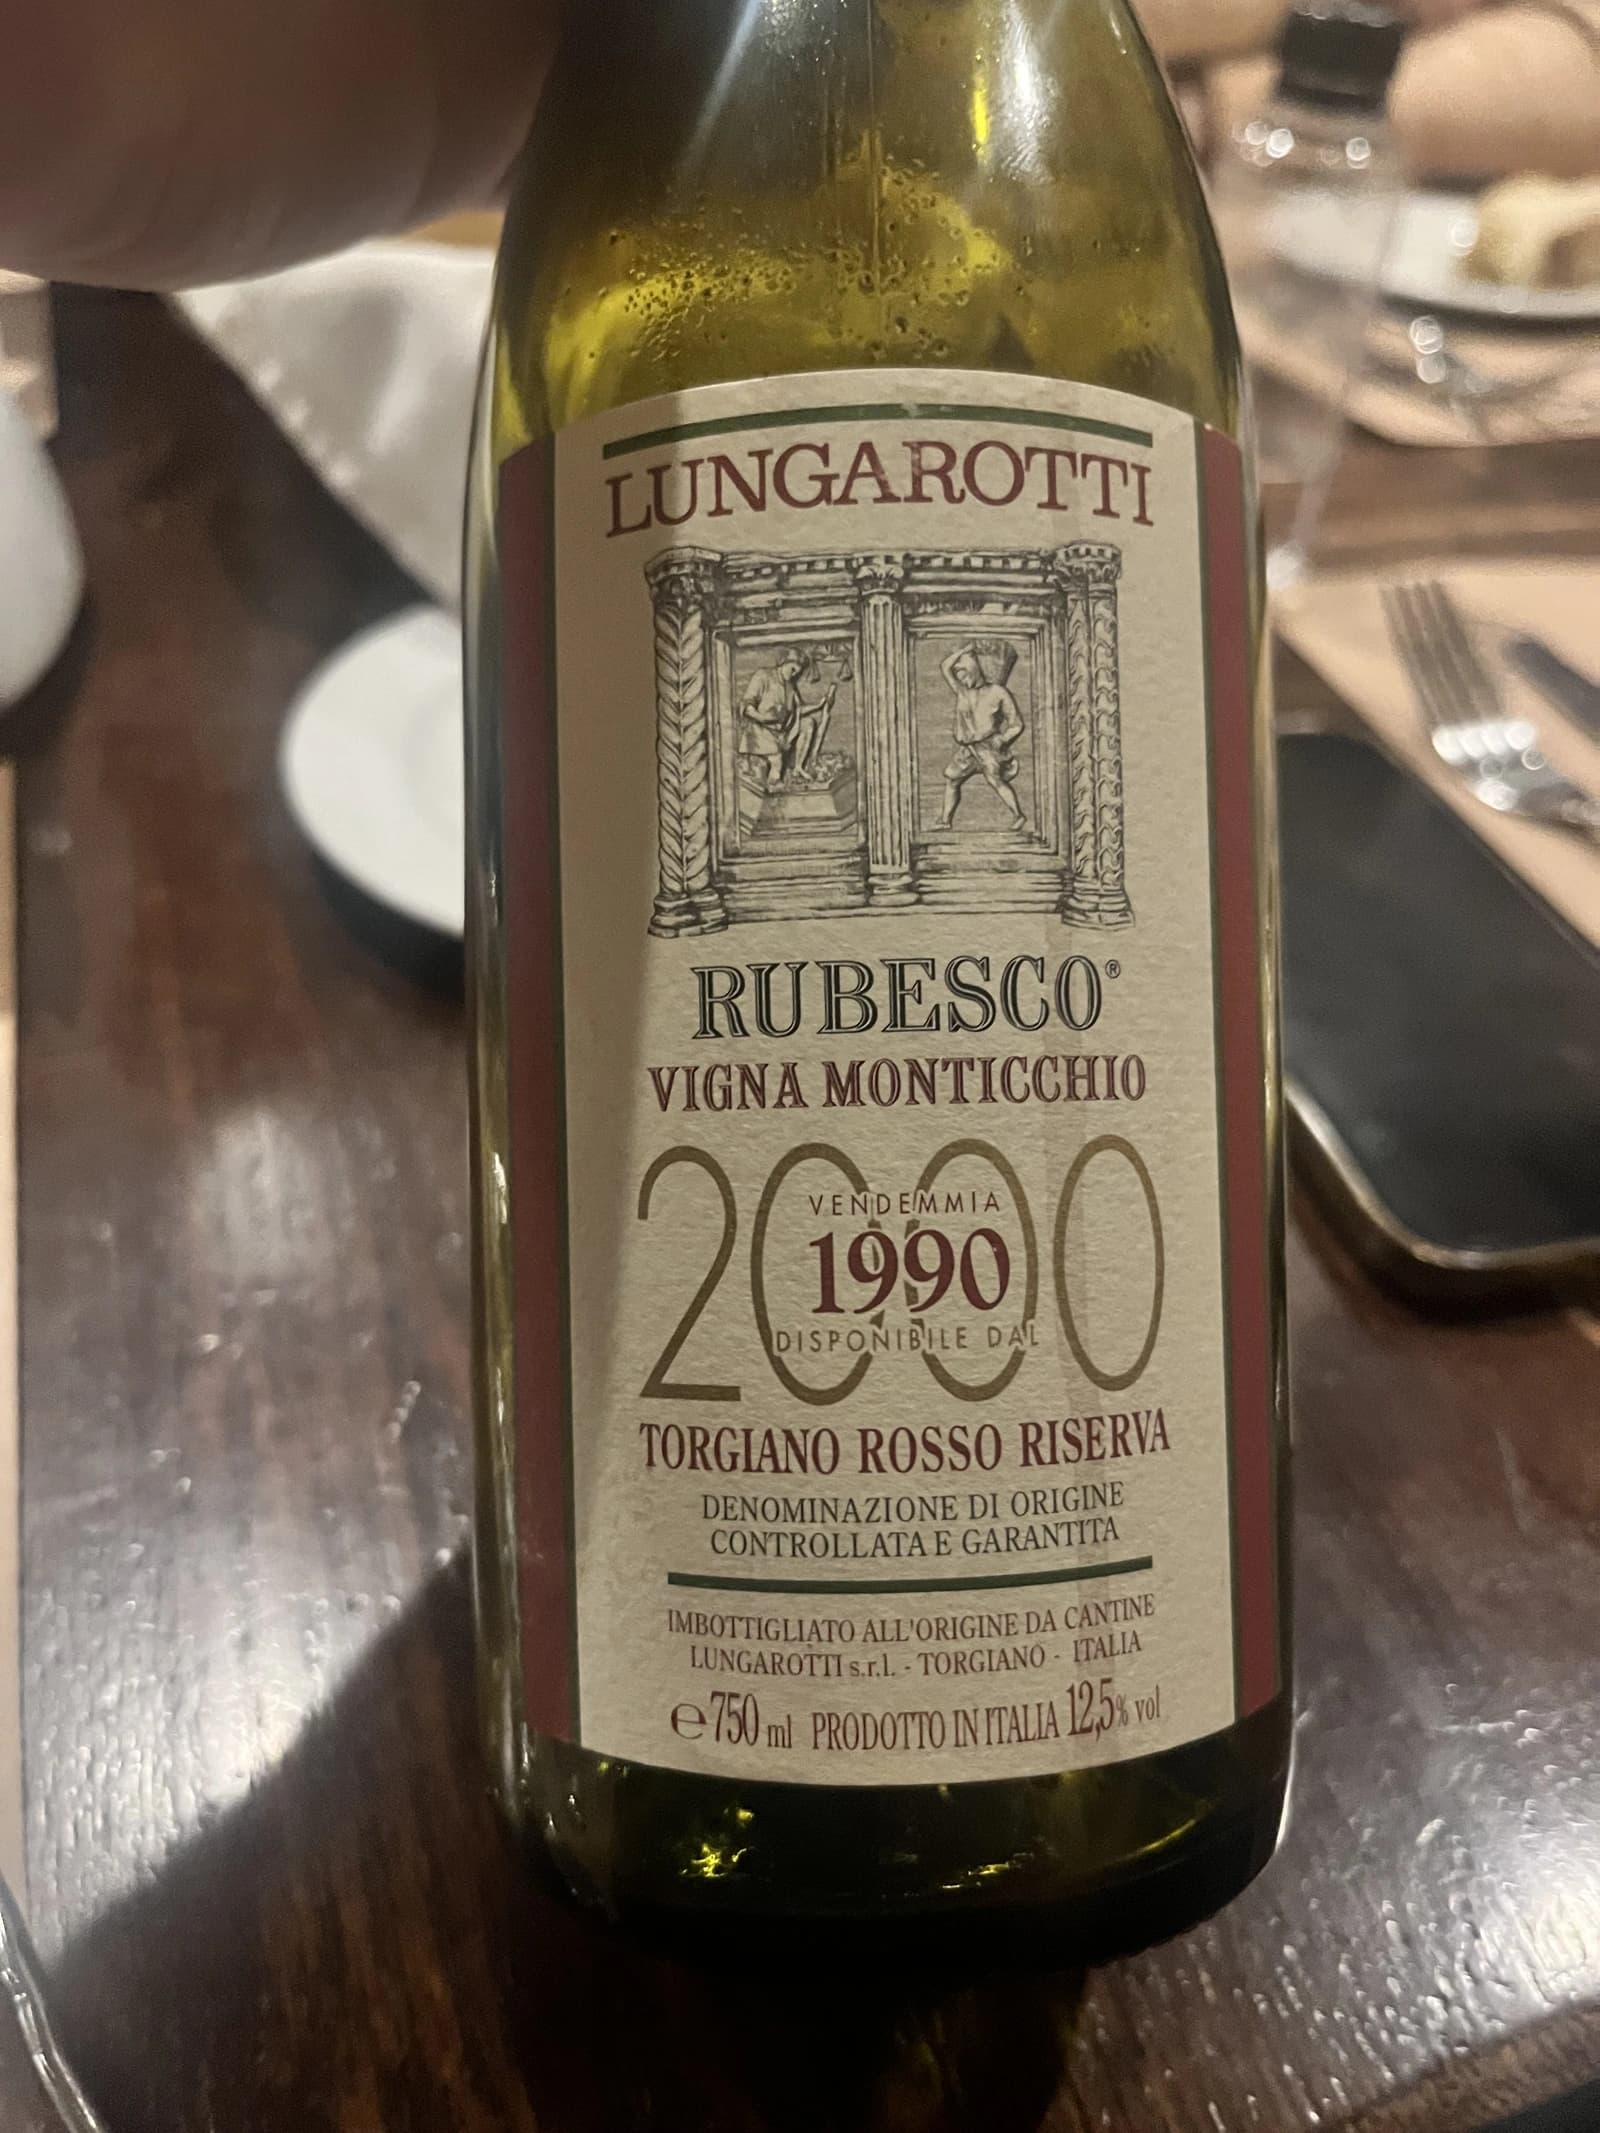 LUNGAROTTI
RUBESCO®
VIGNA MONTICCHIO
2000
VENDEMMIA
1990
DISPONIBILE DAL
TORGIANO ROSSO RISERVA
DENOMINAZIONE DI ORIGINE
CONTROLLATA E GARANTITA
IMBOTTIGLIATO ALL'ORIGINE DA CANTINE
LUNGAROTTI s.r.l. - TORGIANO - ITALIA
℮ 750 ml PRODOTTO IN ITALIA 12,5% vol